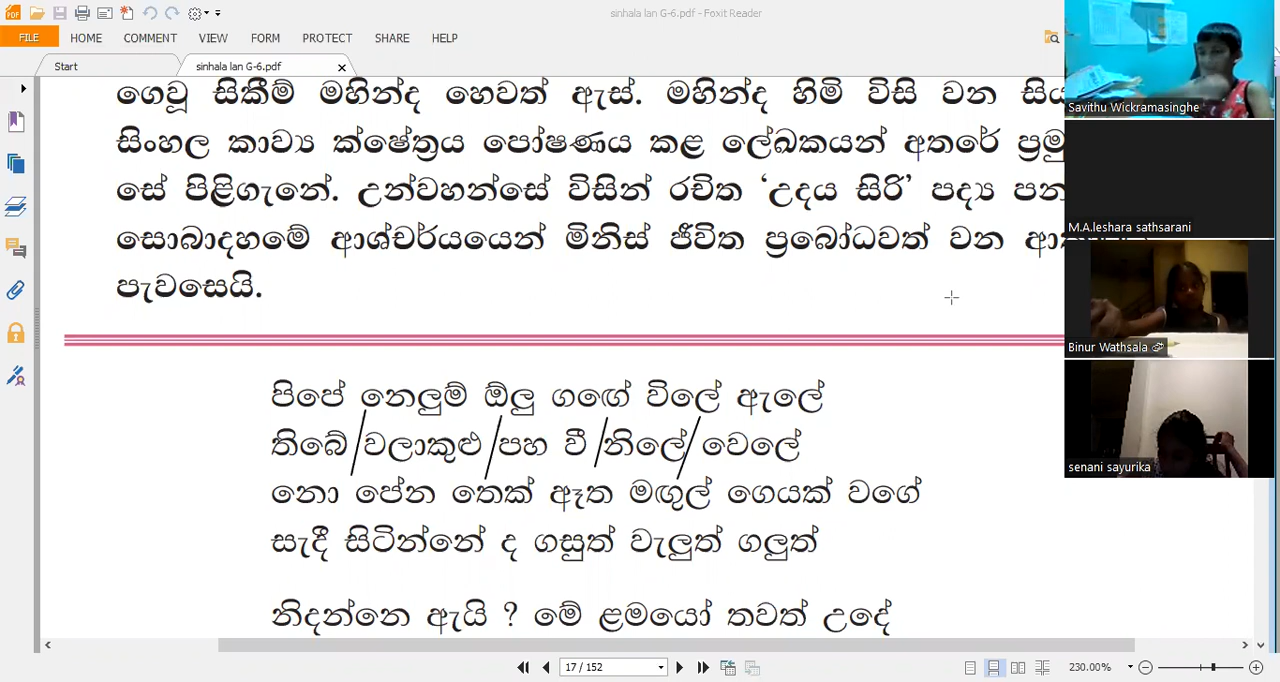 sinhala lan G-6.pdf - Foxit Reader
FILE HOME COMMENT VIEW FORM PROTECT SHARE HELP
Start sinhala lan G-6.pdf
ගෙවූ සිකීම් මහින්ද හෙවත් ඇස්. මහින්ද හිමි විසි වන සිය
සිංහල කාව්‍ය ක්ෂේත්‍රය පෝෂණය කළ ලේඛකයන් අතරේ ප්‍රමු
සේ පිළිගැනේ. උන්වහන්සේ විසින් රචිත ‘උදය සිරි’ පද්‍ය පන
සොබාදහමේ ආශ්චර්යයෙන් මිනිස් ජීවිත ප්‍රබෝධවත් වන
පැවසෙයි.
පිපේ නෙලුම් ඕලු ගඟේ විලේ ඇලේ
තිබේ/වලාකුළු/පහ වී/නිලේ/වෙලේ
නො පේන තෙක් ඈත මඟුල් ගෙයක් වගේ
සැදී සිටින්නේ ද ගසුත් වැලුත් ගලුත්
නිදන්නෙ ඇයි ? මේ ළමයෝ තවත් උදේ
Savithu Wickramasinghe
M.A.leshara sathsarani
Binur Wathsala
senani sayurika
17 / 152
230.00%